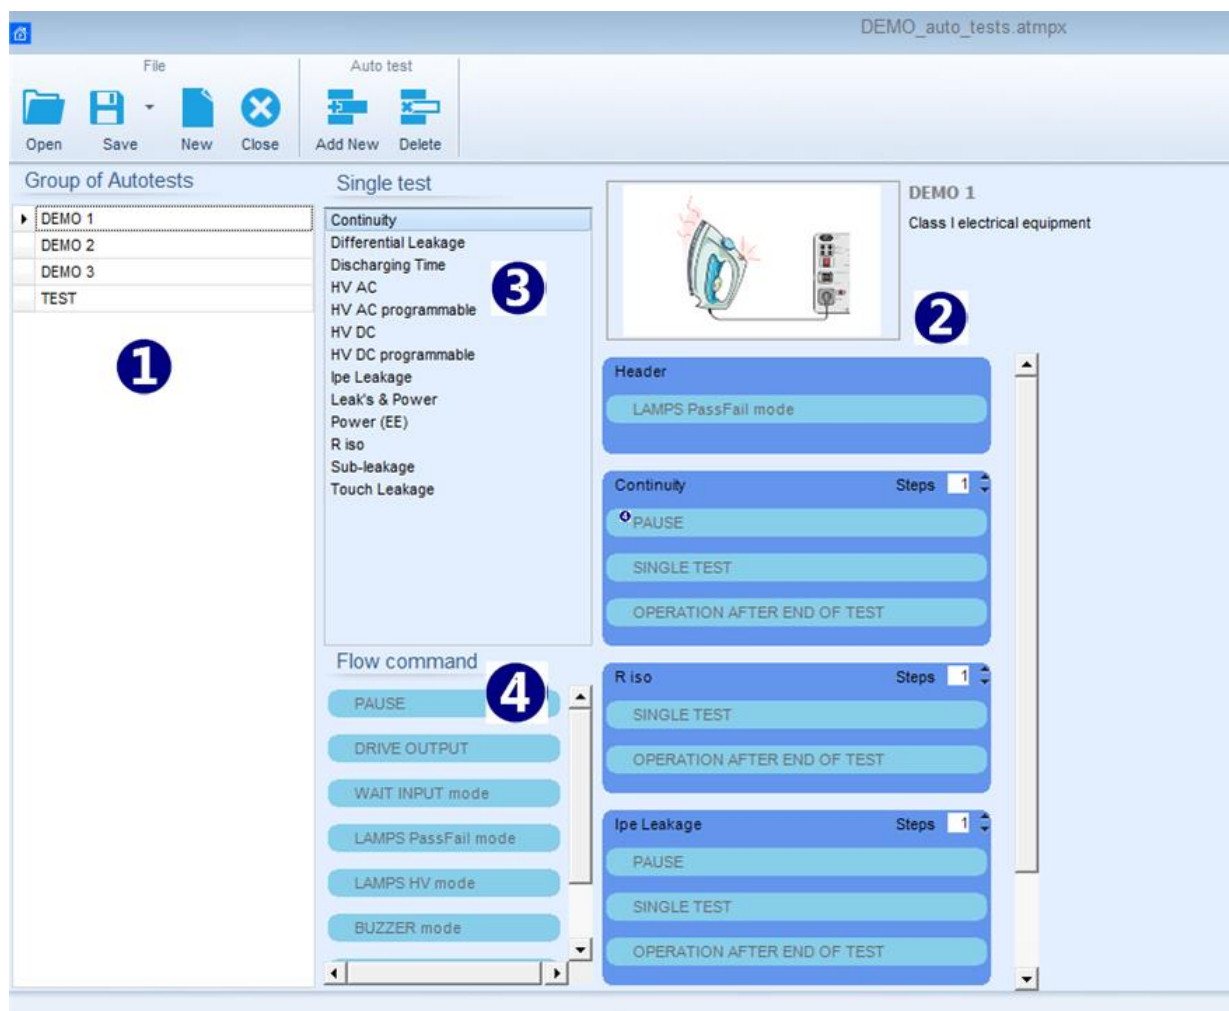 DEMO_auto_tests.atmpx
File
Auto test
Open
Save
New
Close
Add New
Delete
Group of Autotests
DEMO 1
DEMO 2
DEMO 3
TEST
1
Single test
Continuity
Differential Leakage
Discharging Time
HV AC
HV AC programmable
HV DC
HV DC programmable
Ipe Leakage
Leak's & Power
Power (EE)
R iso
Sub-leakage
Touch Leakage
3
Flow command
4
PAUSE
DRIVE OUTPUT
WAIT INPUT mode
LAMPS PassFail mode
LAMPS HV mode
BUZZER mode
DEMO 1
Class I electrical equipment
2
Header
LAMPS PassFail mode
Continuity Steps 1
4
PAUSE
SINGLE TEST
OPERATION AFTER END OF TEST
R iso Steps 1
SINGLE TEST
OPERATION AFTER END OF TEST
Ipe Leakage Steps 1
PAUSE
SINGLE TEST
OPERATION AFTER END OF TEST